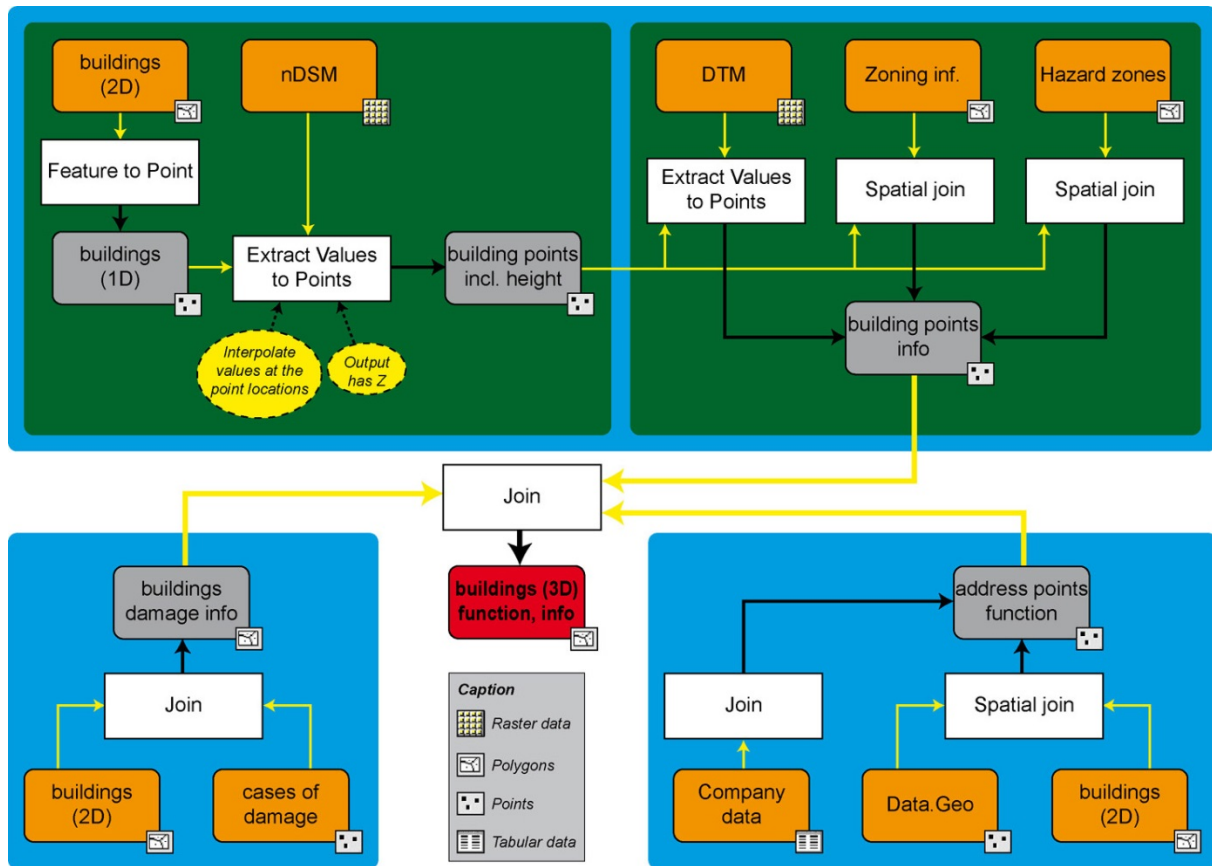 buildings
(2D)
nDSM
DTM
Zoning inf.
Hazard zones
Feature to Point
Extract Values
to Points
Spatial join
Spatial join
buildings
(1D)
Extract Values
to Points
building points
incl. height
building points
info
Interpolate
values at the
point locations
Output
has Z
Join
buildings
damage info
buildings (3D)
function, info
address points
function
Join
Caption
Raster data
Polygons
Points
Tabular data
Join
Spatial join
buildings
(2D)
cases of
damage
Company
data
Data.Geo
buildings
(2D)